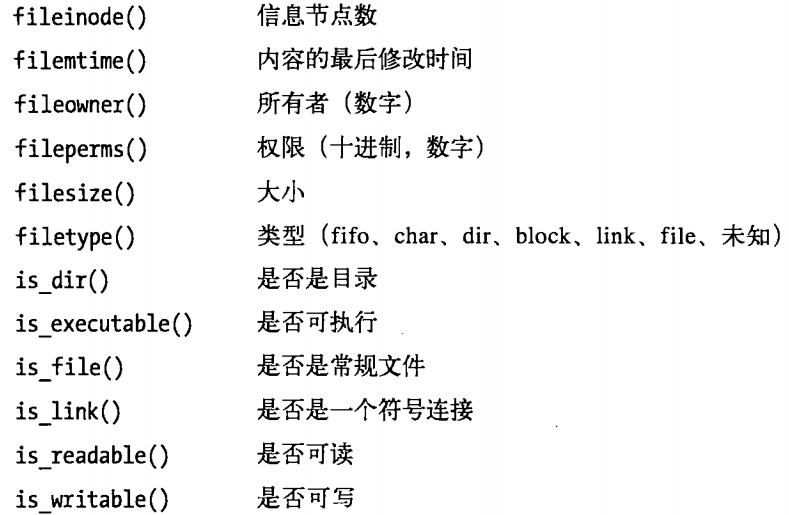 fileinode() 信息节点数
filemtime() 内容的最后修改时间
fileowner() 所有者（数字）
fileperms() 权限（十进制，数字）
filesize() 大小
filetype() 类型（fifo、char、dir、block、link、file、未知）
is_dir() 是否是目录
is_executable() 是否可执行
is_file() 是否是常规文件
is_link() 是否是一个符号连接
is_readable() 是否可读
is_writable() 是否可写